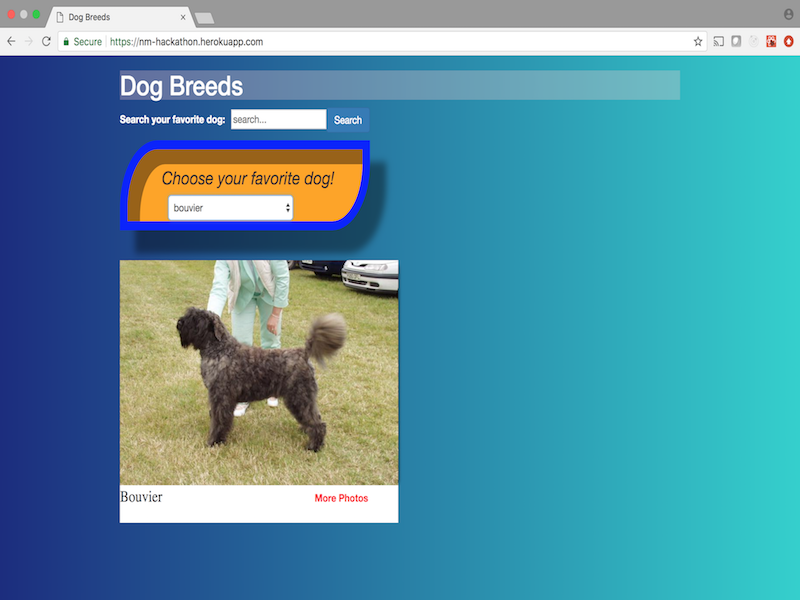 Dog Breeds
Secure https://nm-hackathon.herokuapp.com
Dog Breeds
Search your favorite dog: search... Search
Choose your favorite dog!
bouvier
Bouvier More Photos